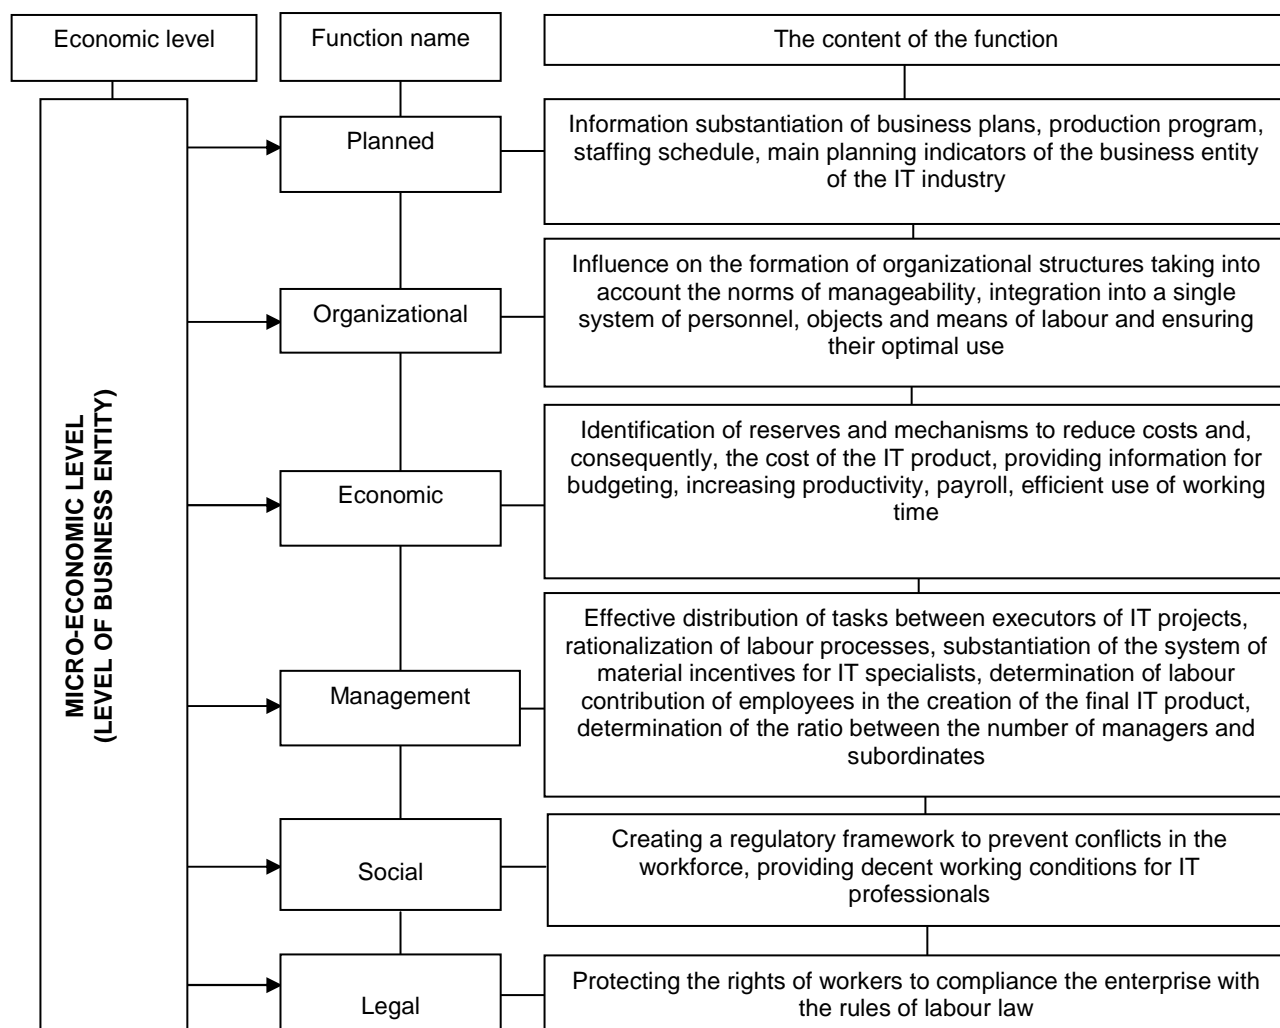 Economic level
Function name
The content of the function
MICRO-ECONOMIC LEVEL
(LEVEL OF BUSINESS ENTITY)
Planned
Information substantiation of business plans, production program,
staffing schedule, main planning indicators of the business entity
of the IT industry
Organizational
Influence on the formation of organizational structures taking into
account the norms of manageability, integration into a single
system of personnel, objects and means of labour and ensuring
their optimal use
Economic
Identification of reserves and mechanisms to reduce costs and,
consequently, the cost of the IT product, providing information for
budgeting, increasing productivity, payroll, efficient use of working
time
Management
Effective distribution of tasks between executors of IT projects,
rationalization of labour processes, substantiation of the system of
material incentives for IT specialists, determination of labour
contribution of employees in the creation of the final IT product,
determination of the ratio between the number of managers and
subordinates
Social
Creating a regulatory framework to prevent conflicts in the
workforce, providing decent working conditions for IT
professionals
Legal
Protecting the rights of workers to compliance the enterprise with
the rules of labour law